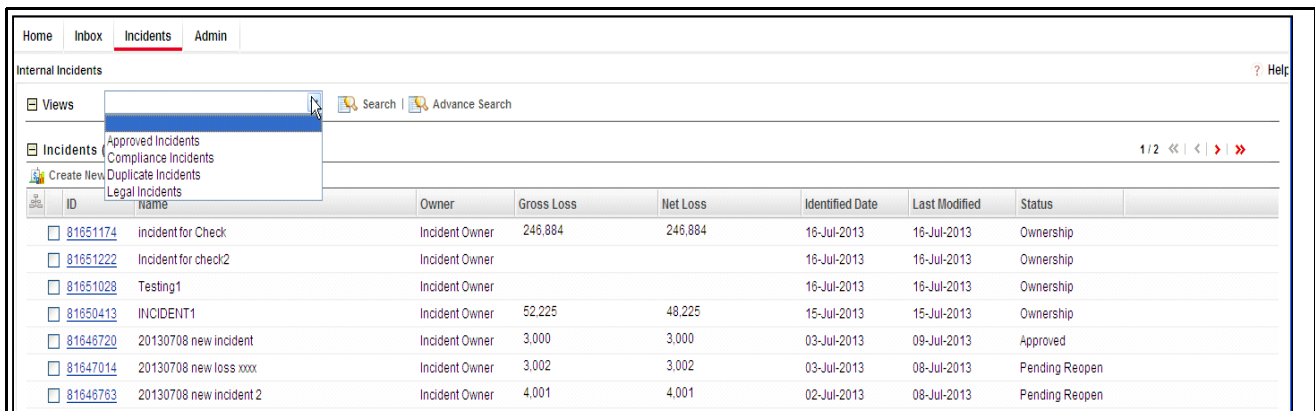 Home Inbox Incidents Admin
Internal Incidents ? Help
Views Search | Advance Search
Approved Incidents
Incidents ( 1 / 2
Compliance Incidents
Duplicate Incidents
Create New
Legal Incidents
ID Name Owner Gross Loss Net Loss Identified Date Last Modified Status
81651174 incident for Check Incident Owner 246,884 246,884 16-Jul-2013 16-Jul-2013 Ownership
81651222 Incident for check2 Incident Owner 16-Jul-2013 16-Jul-2013 Ownership
81651028 Testing1 Incident Owner 16-Jul-2013 16-Jul-2013 Ownership
81650413 INCIDENT1 Incident Owner 52,225 48,225 15-Jul-2013 15-Jul-2013 Ownership
81646720 20130708 new incident Incident Owner 3,000 3,000 03-Jul-2013 09-Jul-2013 Approved
81647014 20130708 new loss xxxx Incident Owner 3,002 3,002 03-Jul-2013 08-Jul-2013 Pending Reopen
81646763 20130708 new incident 2 Incident Owner 4,001 4,001 02-Jul-2013 08-Jul-2013 Pending Reopen